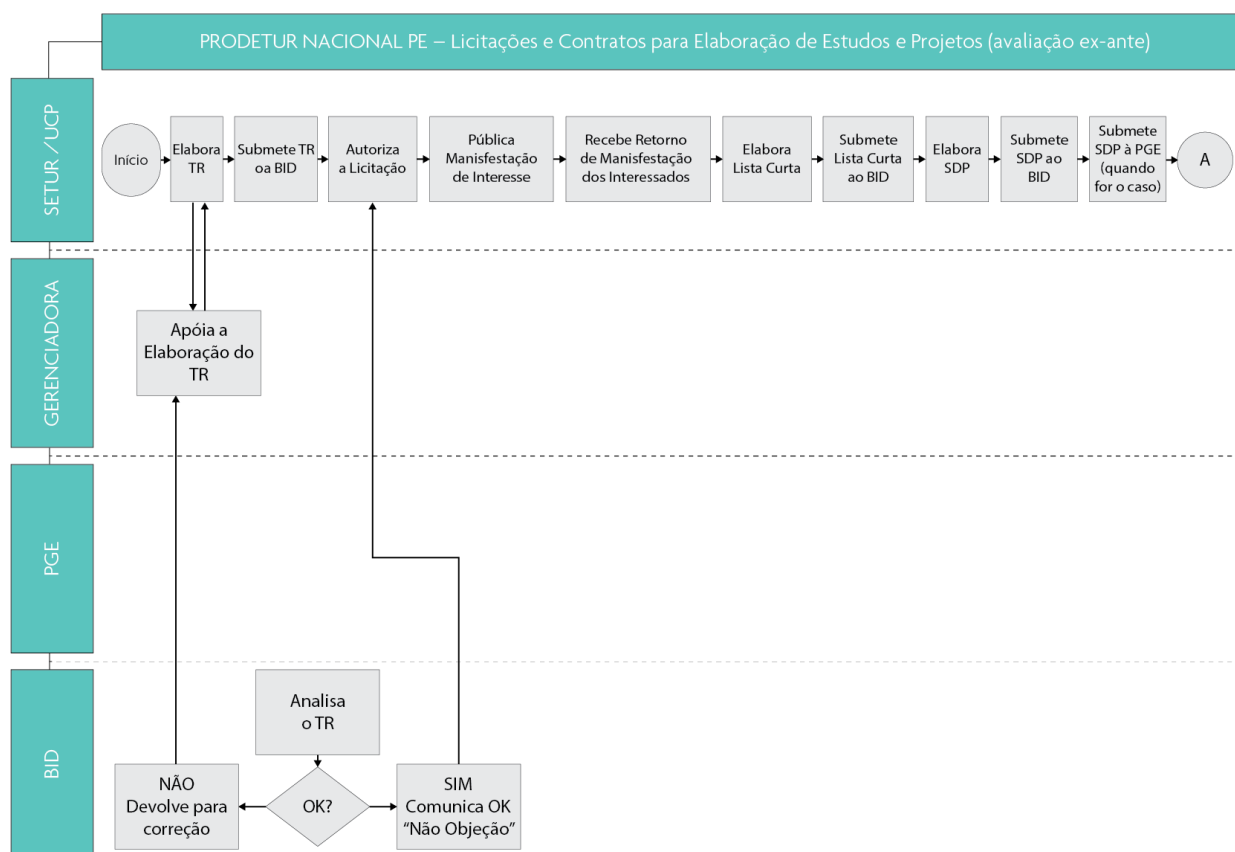 PRODETUR NACIONAL PE – Licitações e Contratos para Elaboração de Estudos e Projetos (avaliação ex-ante)
SETUR /UCP
Início
Elabora
TR
Submete TR
oa BID
Autoriza
a Licitação
Pública
Manisfestação
de Interesse
Recebe Retorno
de Manisfestação
dos Interessados
Elabora
Lista Curta
Submete
Lista Curta
ao BID
Elabora
SDP
Submete
SDP ao
BID
Submete
SDP à PGE
(quando
for o caso)
A
GERENCIADORA
Apóia a
Elaboração do
TR
PGE
BID
Analisa
o TR
NÃO
Devolve para
correção
OK?
SIM
Comunica OK
“Não Objeção”